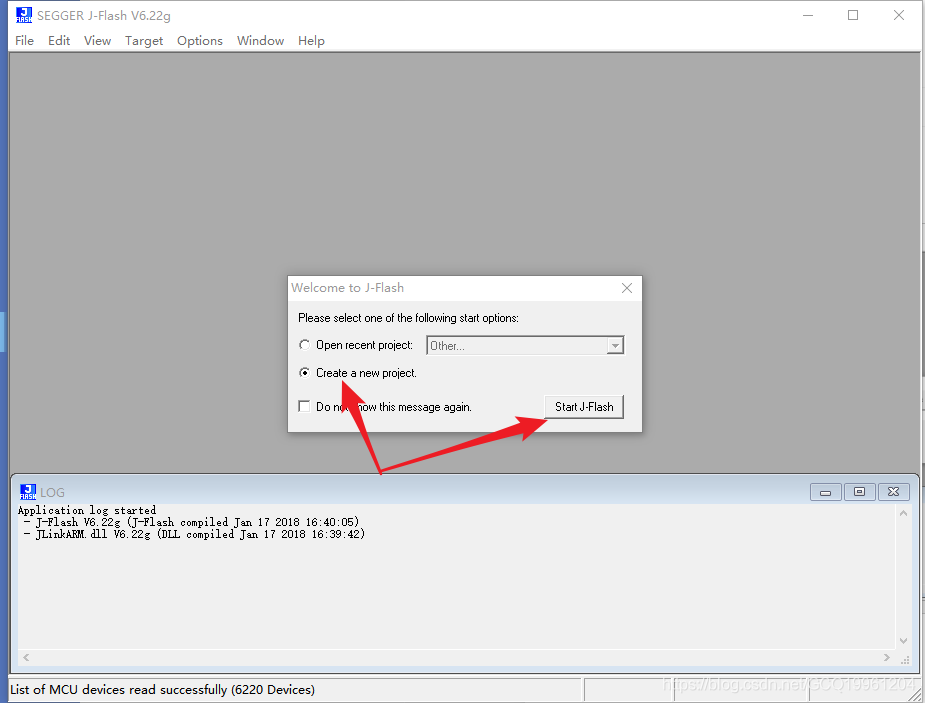 SEGGER J-Flash V6.22g
File Edit View Target Options Window Help
Welcome to J-Flash
Please select one of the following start options:
Open recent project: Other...
Create a new project.
Do not show this message again.
Start J-Flash
LOG
Application log started
- J-Flash V6.22g (J-Flash compiled Jan 17 2018 16:40:05)
- JLinkARM.dll V6.22g (DLL compiled Jan 17 2018 16:39:42)
List of MCU devices read successfully (6220 Devices)
https://blog.csdn.net/GCQ19961204